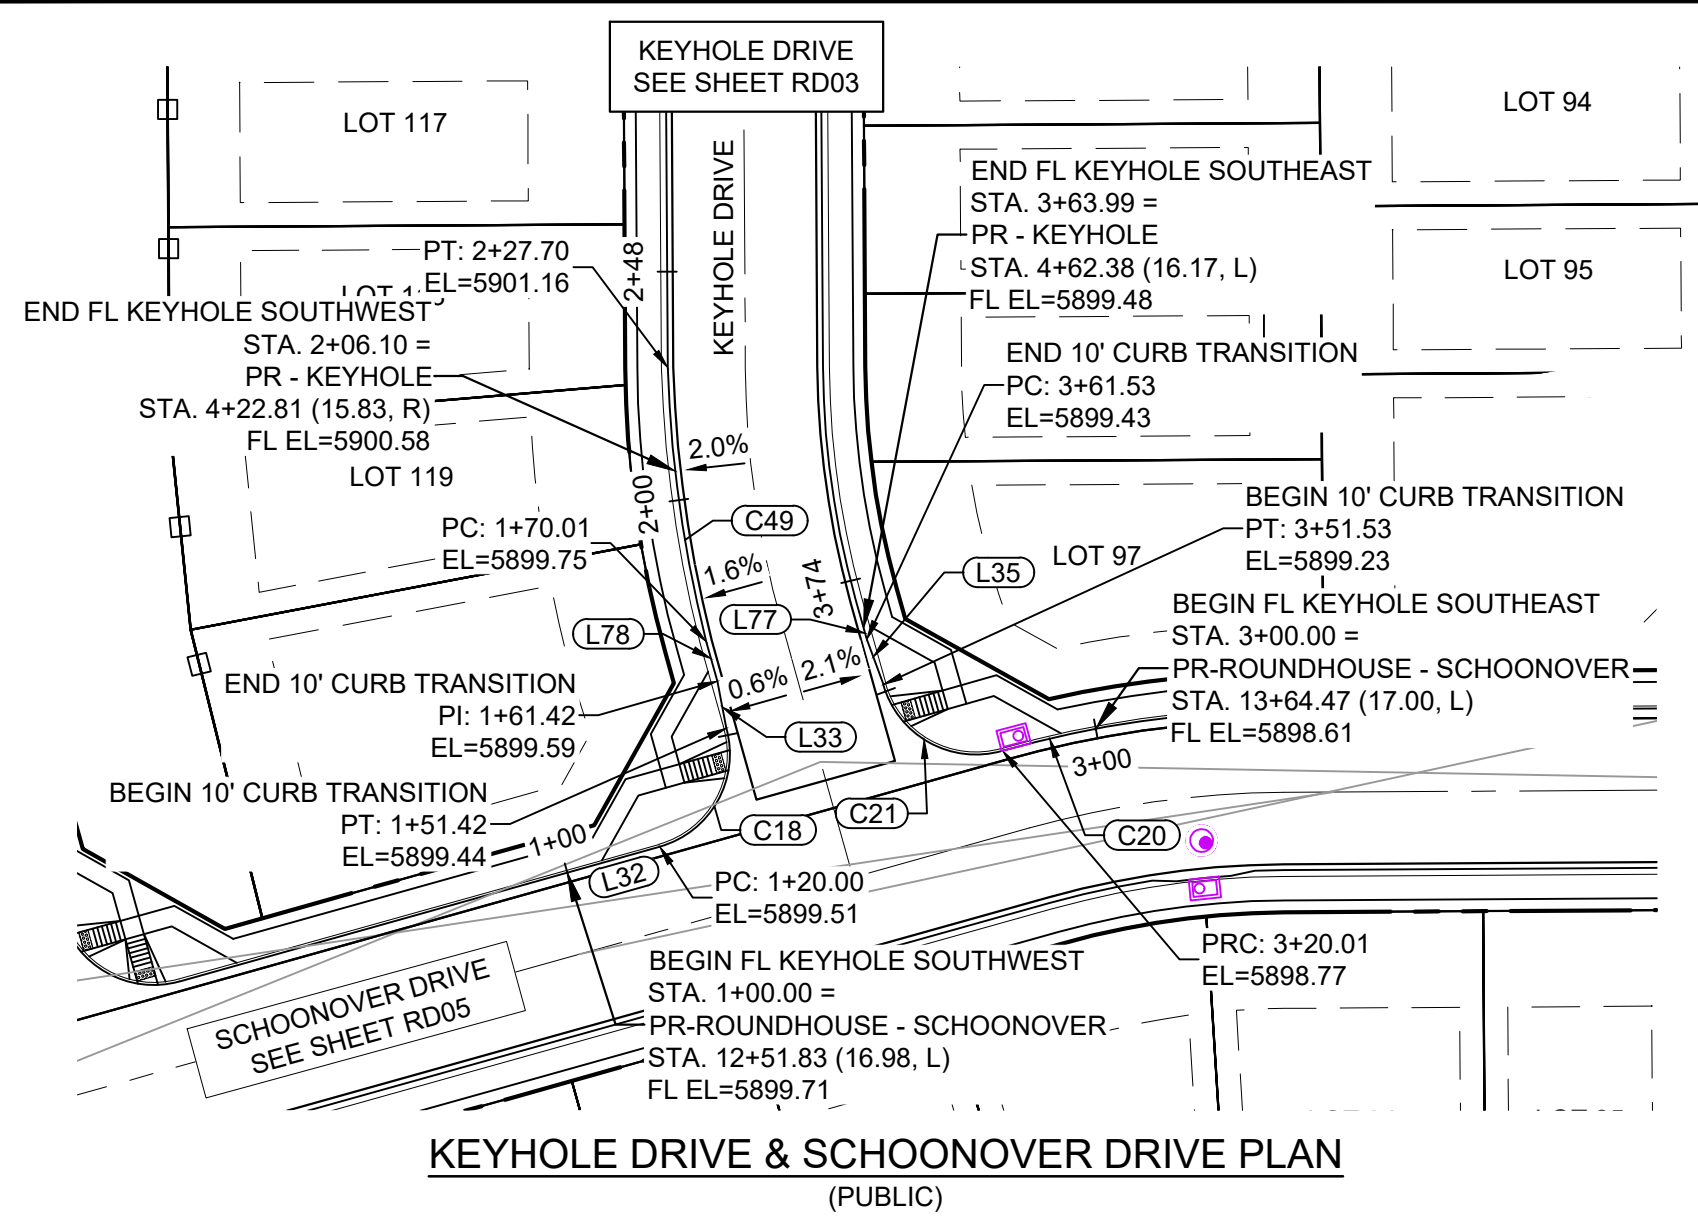 KEYHOLE DRIVE
SEE SHEET RD03
LOT 117
LOT 94
KEYHOLE DRIVE
END FL KEYHOLE SOUTHEAST
STA. 3+63.99 =
PR - KEYHOLE
STA. 4+62.38 (16.17, L)
FL EL=5899.48
LOT 95
PT: 2+27.70
EL=5901.16
2+48
END FL KEYHOLE SOUTHWEST
STA. 2+06.10 =
PR - KEYHOLE
STA. 4+22.81 (15.83, R)
FL EL=5900.58
LOT 119
END 10' CURB TRANSITION
PC: 3+61.53
EL=5899.43
2.0%
2+00
C49
PC: 1+70.01
EL=5899.75
1.6%
3+74
BEGIN 10' CURB TRANSITION
PT: 3+51.53
EL=5899.23
LOT 97
L35
L77
L78
BEGIN FL KEYHOLE SOUTHEAST
STA. 3+00.00 =
PR-ROUNDHOUSE - SCHOONOVER
STA. 13+64.47 (17.00, L)
FL EL=5898.61
0.6%
2.1%
END 10' CURB TRANSITION
PI: 1+61.42
EL=5899.59
L33
3+00
BEGIN 10' CURB TRANSITION
PT: 1+51.42
EL=5899.44
1+00
C18
C21
C20
L32
PC: 1+20.00
EL=5899.51
PRC: 3+20.01
EL=5898.77
SCHOONOVER DRIVE
SEE SHEET RD05
BEGIN FL KEYHOLE SOUTHWEST
STA. 1+00.00 =
PR-ROUNDHOUSE - SCHOONOVER
STA. 12+51.83 (16.98, L)
FL EL=5899.71
KEYHOLE DRIVE & SCHOONOVER DRIVE PLAN
(PUBLIC)